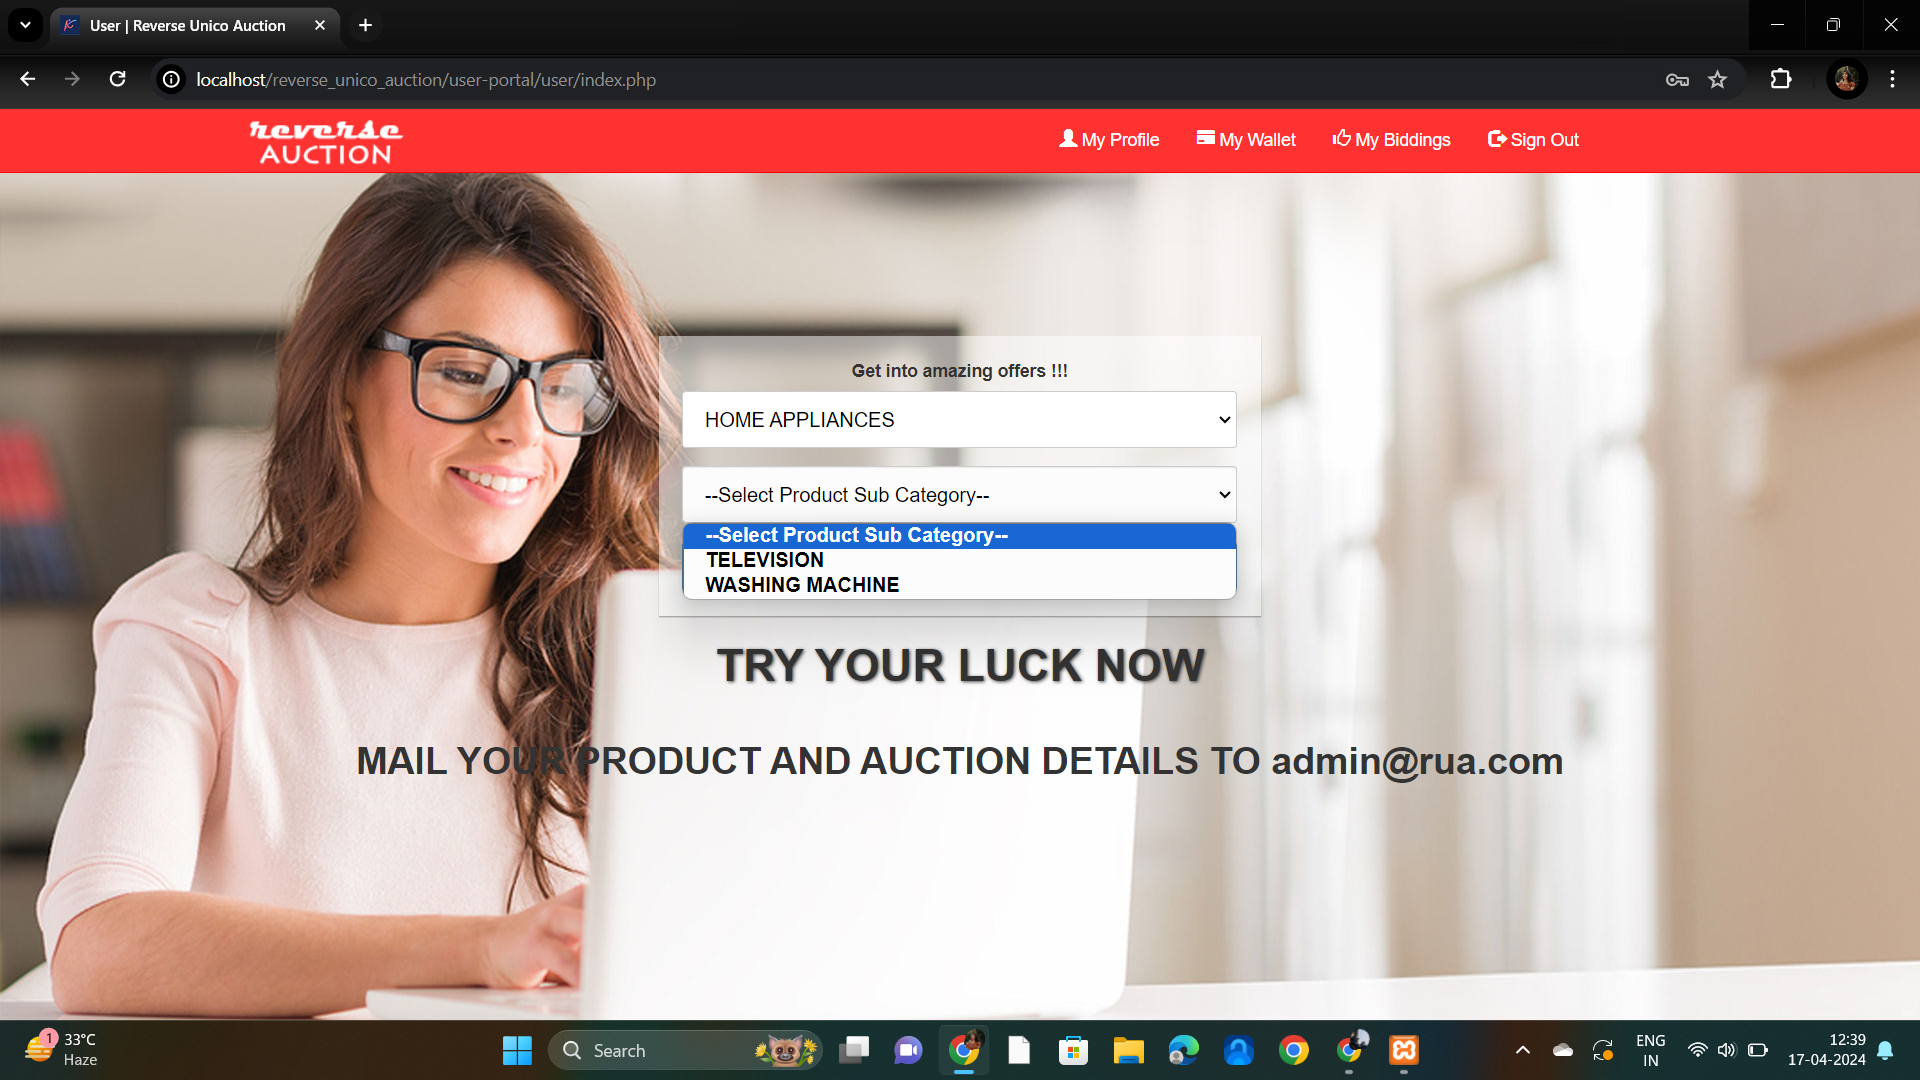 User | Reverse Unico Auction
localhost/reverse_unico_auction/user-portal/user/index.php
reverse
AUCTION
My Profile
My Wallet
My Biddings
Sign Out
Get into amazing offers !!!
HOME APPLIANCES
--Select Product Sub Category--
--Select Product Sub Category--
TELEVISION
WASHING MACHINE
TRY YOUR LUCK NOW
MAIL YOUR PRODUCT AND AUCTION DETAILS TO admin@rua.com
1
33°C
Haze
Search
ENG
IN
12:39
17-04-2024